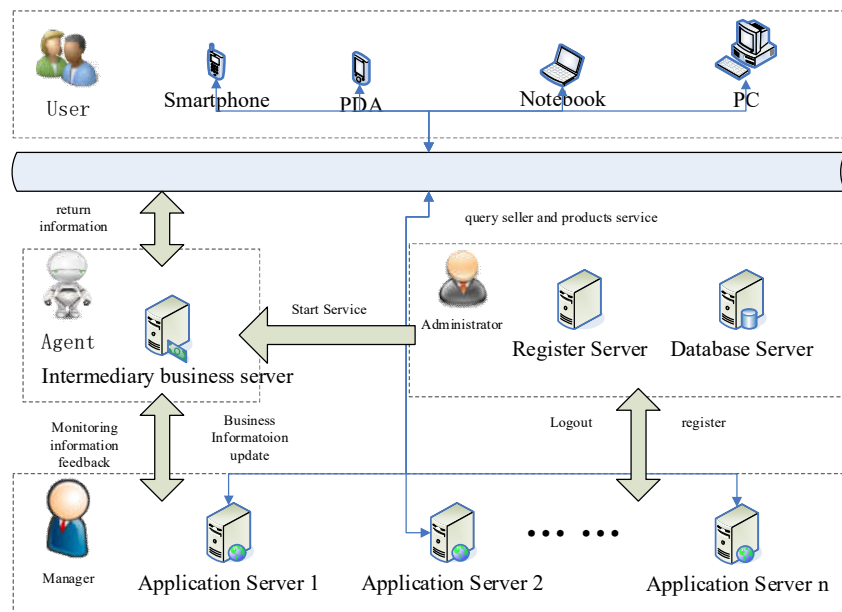 User
Smartphone
PDA
Notebook
PC
return
information
query seller and products service
Agent
Intermediary business server
Start Service
Administrator
Register Server
Database Server
Monitoring
information
feedback
Business
Informatoion
update
Logout
register
Manager
Application Server 1
Application Server 2
... ...
Application Server n